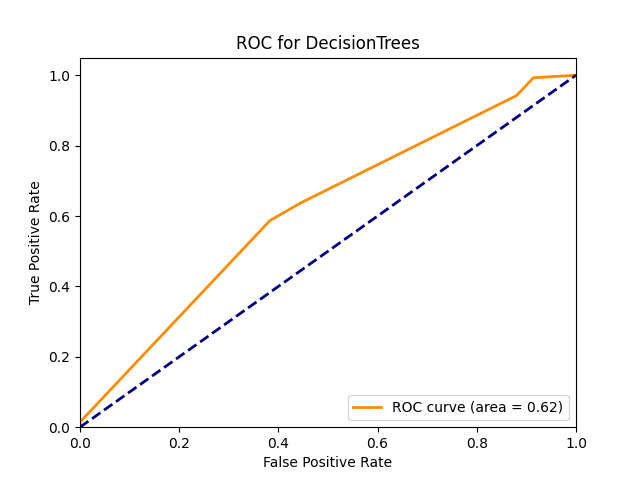 ROC for DecisionTrees
True Positive Rate
1.0
0.8
0.6
0.4
0.2
0.0
ROC curve (area = 0.62)
0.0 0.2 0.4 0.6 0.8 1.0
False Positive Rate